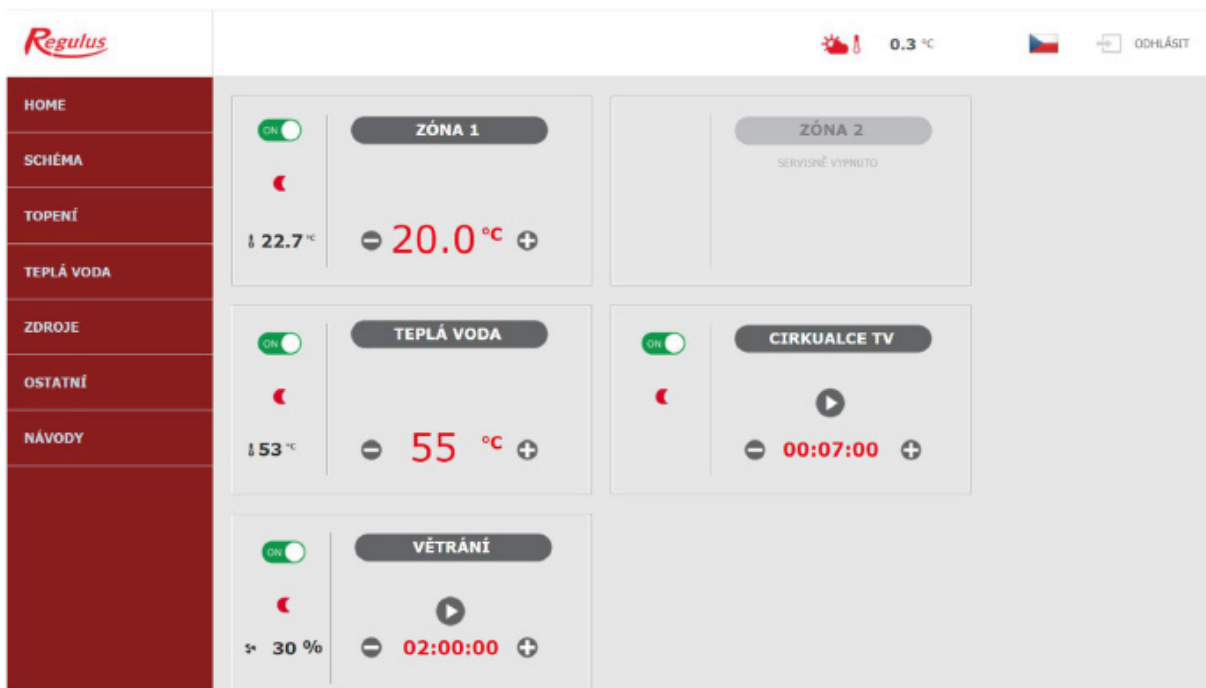 Regulus
0.3 °C
ODHLÁSIT
HOME
SCHÉMA
TOPENÍ
TEPLÁ VODA
ZDROJE
OSTATNÍ
NÁVODY
ON
ZÓNA 1
22.7 °C
20.0 °C
ZÓNA 2
SERVISNĚ VYPNUTO
ON
TEPLÁ VODA
53 °C
55 °C
ON
CIRKUALCE TV
00:07:00
ON
VĚTRÁNÍ
30 %
02:00:00